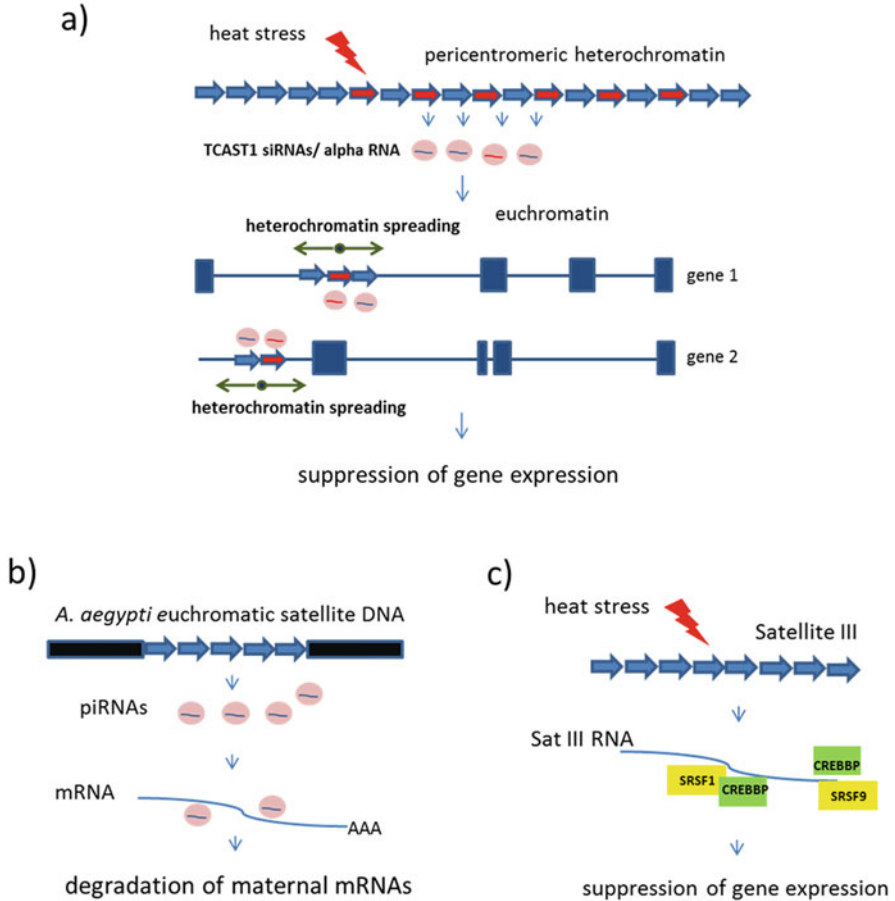 a)
heat stress
pericentromeric heterochromatin
TCAST1 siRNAs/ alpha RNA
euchromatin
heterochromatin spreading
gene 1
gene 2
heterochromatin spreading
suppression of gene expression
b)
A. aegypti euchromatic satellite DNA
piRNAs
mRNA
AAA
degradation of maternal mRNAs
c)
heat stress
Satellite III
Sat III RNA
CREBBP
SRSF1
CREBBP
SRSF9
suppression of gene expression